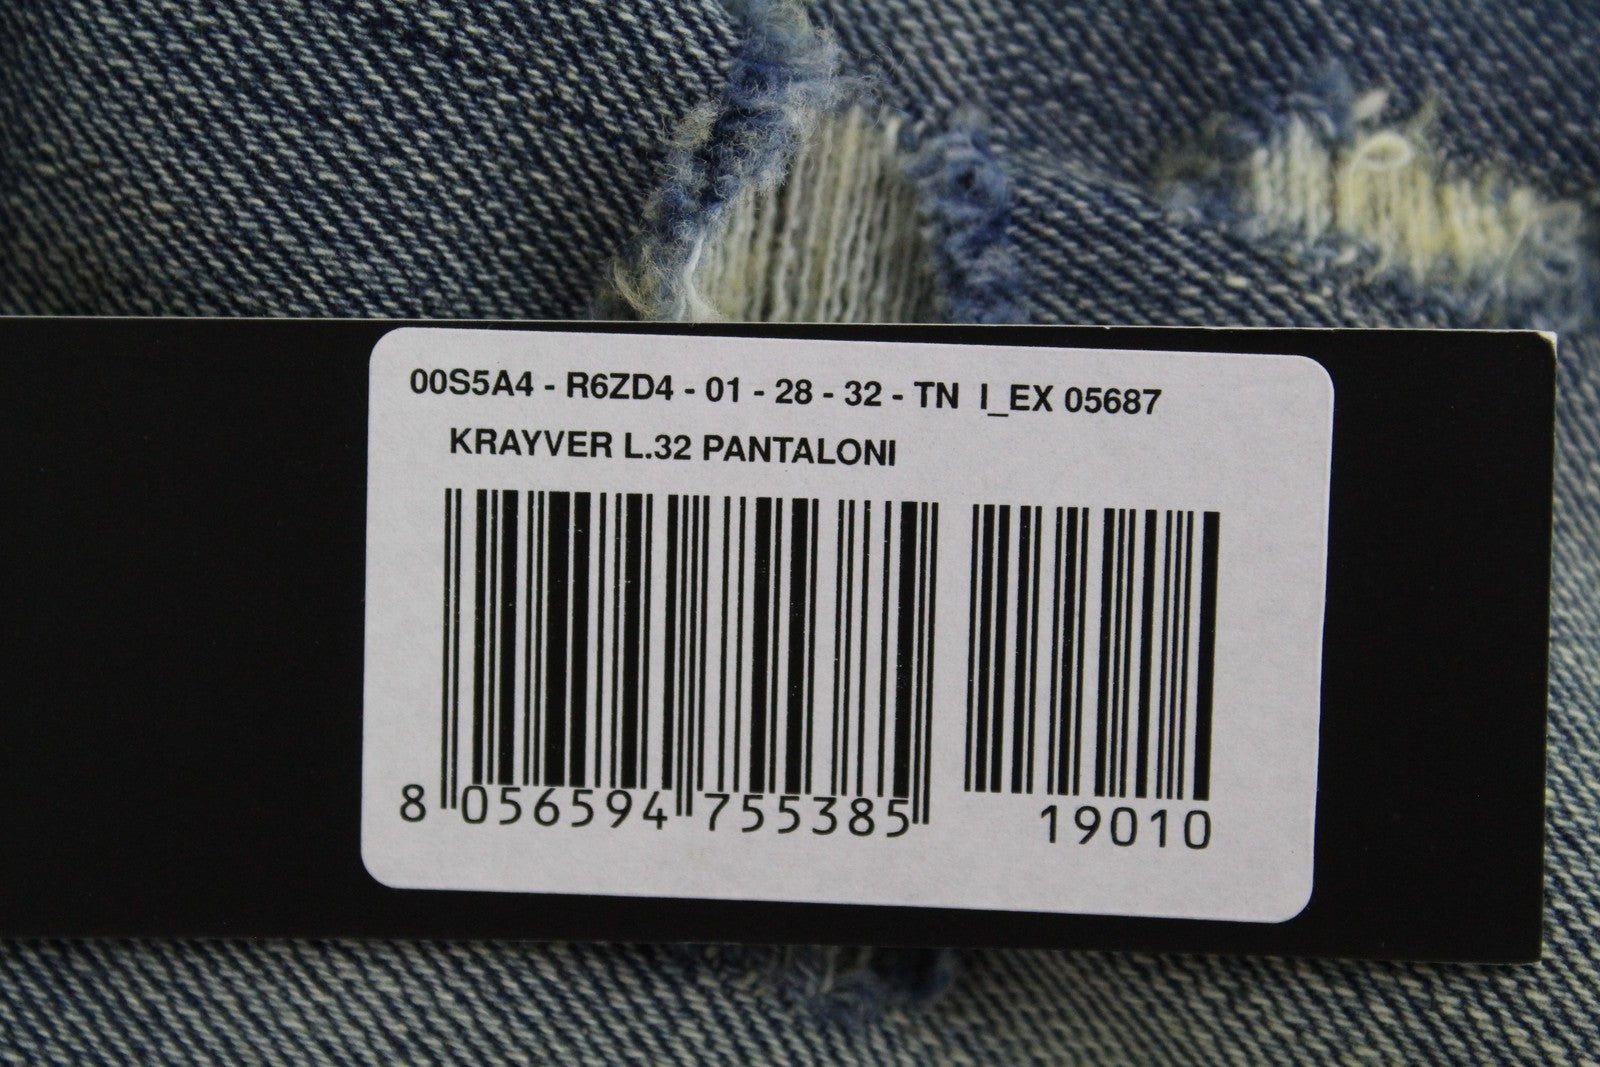 00S5A4 - R6ZD4 - 01 - 28 - 32 - TN I_EX 05687
KRAYVER L.32 PANTALONI
8 056594 755385 19010